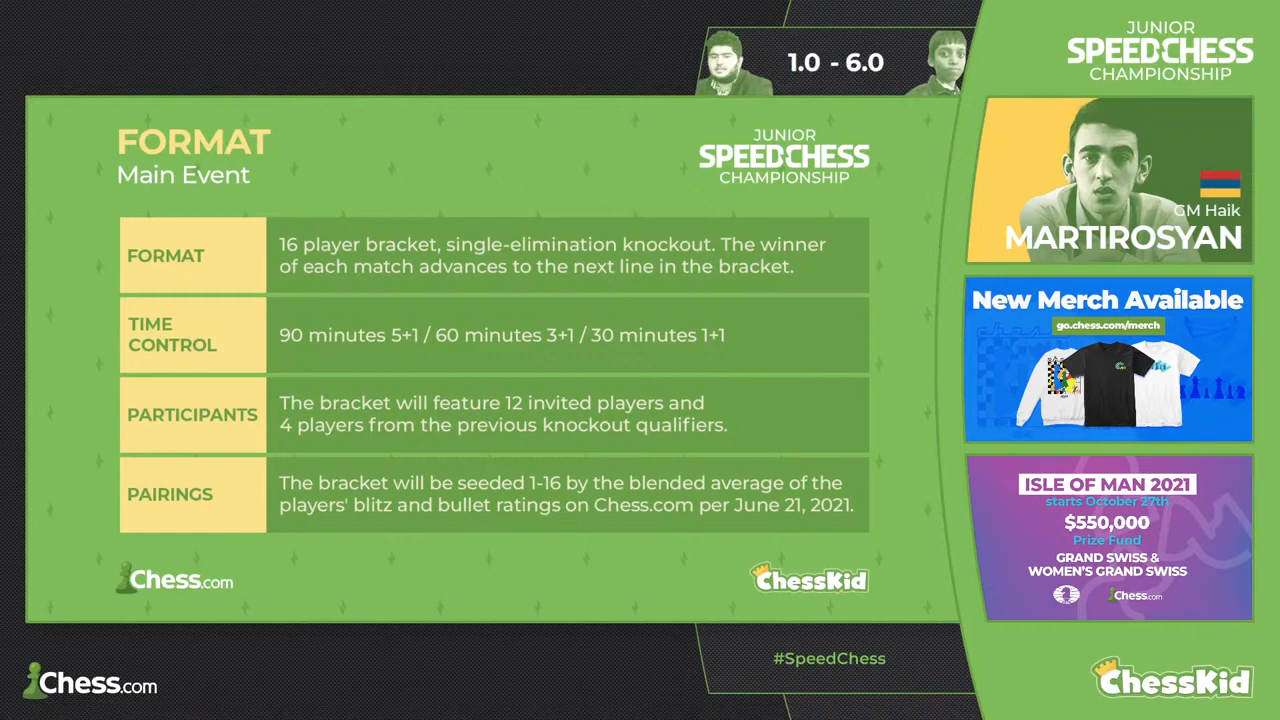 1.0 - 6.0
JUNIOR
SPEEDCHESS
CHAMPIONSHIP
FORMAT
Main Event
JUNIOR
SPEEDCHESS
CHAMPIONSHIP
FORMAT
16 player bracket, single-elimination knockout. The winner
of each match advances to the next line in the bracket.
TIME
CONTROL
90 minutes 5+1 / 60 minutes 3+1 / 30 minutes 1+1
PARTICIPANTS
The bracket will feature 12 invited players and
4 players from the previous knockout qualifiers.
PAIRINGS
The bracket will be seeded 1-16 by the blended average of the
players' blitz and bullet ratings on Chess.com per June 21, 2021.
Chess.com
ChessKid
GM Haik
MARTIROSYAN
New Merch Available
go.chess.com/merch
chess
ISLE OF MAN 2021
starts October 27th
$550,000
Prize Fund
GRAND SWISS &
WOMEN'S GRAND SWISS
Chess.com
#SpeedChess
Chess.com
ChessKid